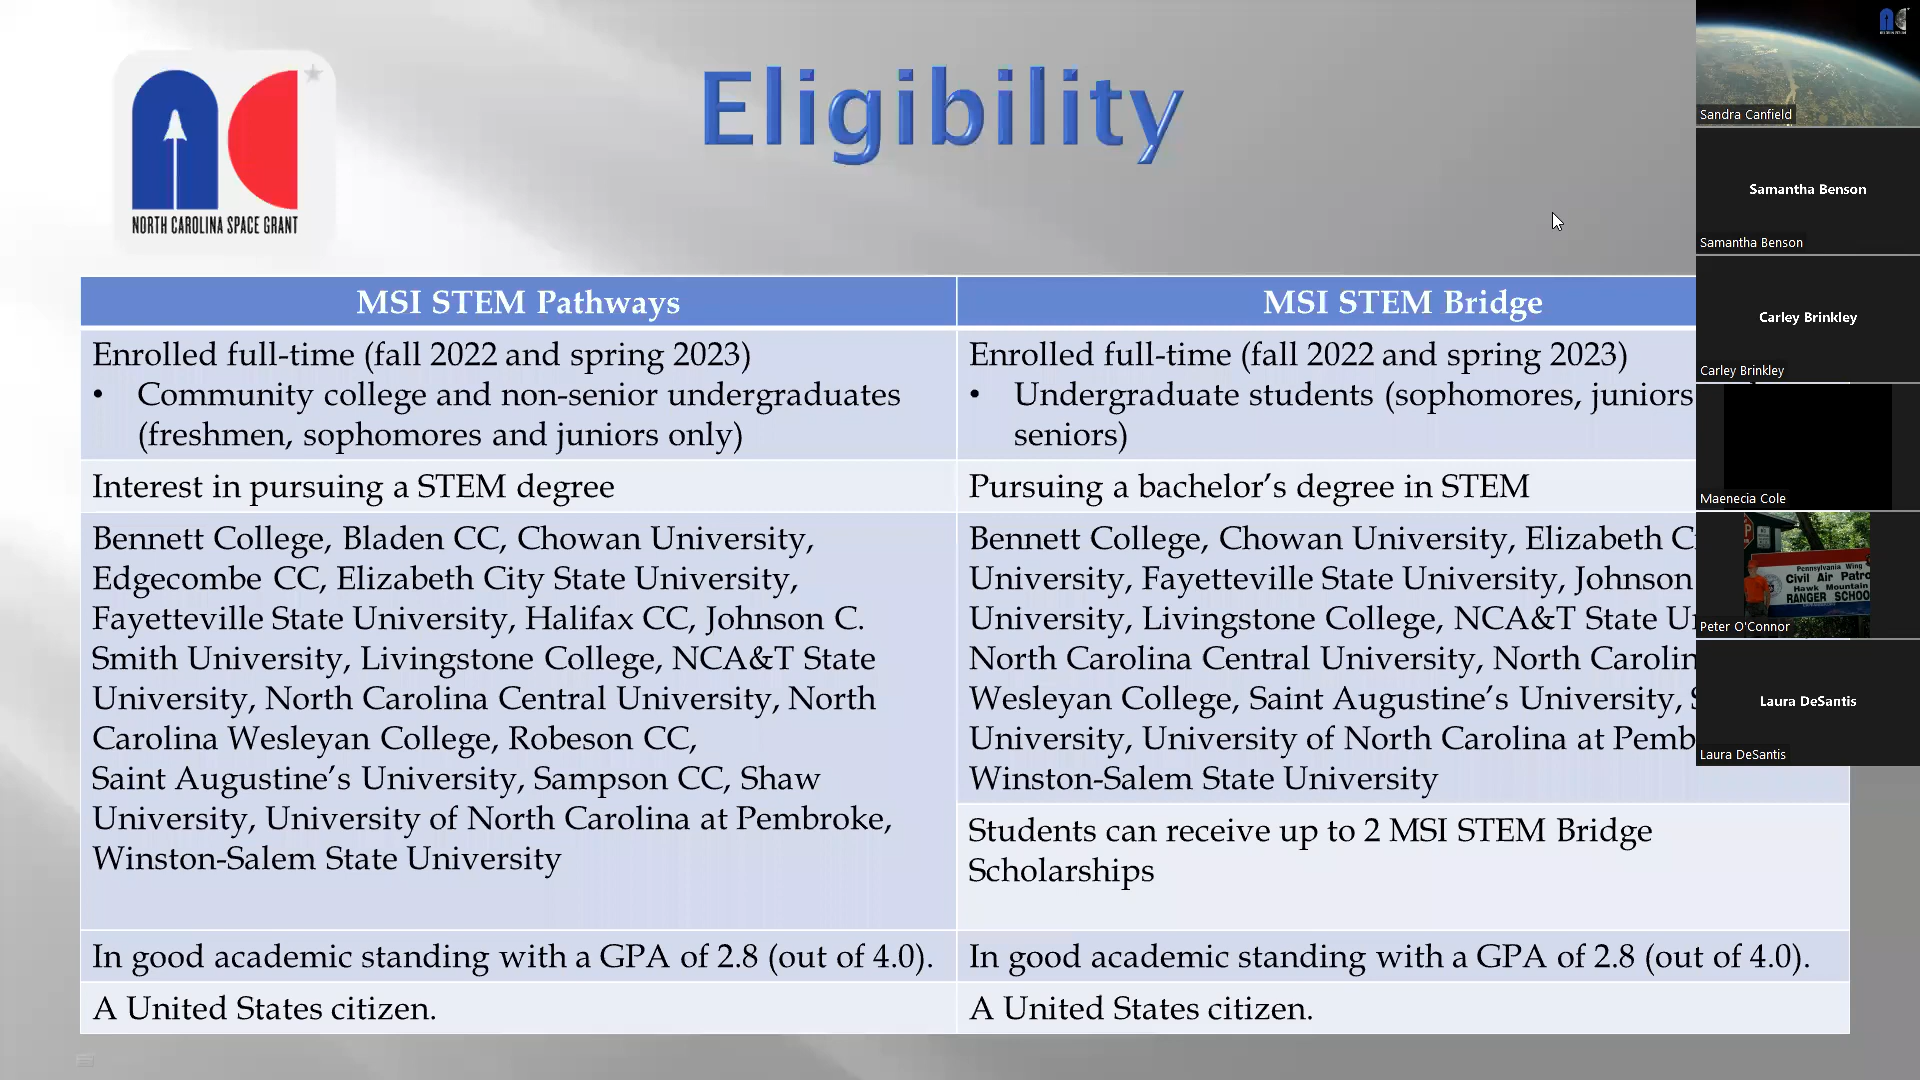 NORTH CAROLINA SPACE GRANT
Eligibility
MSI STEM Pathways
Enrolled full-time (fall 2022 and spring 2023)
• Community college and non-senior undergraduates
(freshmen, sophomores and juniors only)
Interest in pursuing a STEM degree
Bennett College, Bladen CC, Chowan University,
Edgecombe CC, Elizabeth City State University,
Fayetteville State University, Halifax CC, Johnson C.
Smith University, Livingstone College, NCA&T State
University, North Carolina Central University, North
Carolina Wesleyan College, Robeson CC,
Saint Augustine’s University, Sampson CC, Shaw
University, University of North Carolina at Pembroke,
Winston-Salem State University
In good academic standing with a GPA of 2.8 (out of 4.0).
A United States citizen.
MSI STEM Bridge
Enrolled full-time (fall 2022 and spring 2023)
• Undergraduate students (sophomores, juniors
seniors)
Pursuing a bachelor’s degree in STEM
Bennett College, Chowan University, Elizabeth
University, Fayetteville State University, Johnson
University, Livingstone College, NCA&T State
North Carolina Central University, North
Wesleyan College, Saint Augustine’s University,
University, University of North Carolina at
Winston-Salem State University
Students can receive up to 2 MSI STEM Bridge
Scholarships
In good academic standing with a GPA of 2.8 (out of 4.0).
A United States citizen.
Sandra Canfield
Samantha Benson
Samantha Benson
Carley Brinkley
Carley Brinkley
Maenecia Cole
Pennsylvania Wing
Civil Air
Hawk Mountain
RANGER
Peter O'Connor
Laura DeSantis
Laura DeSantis